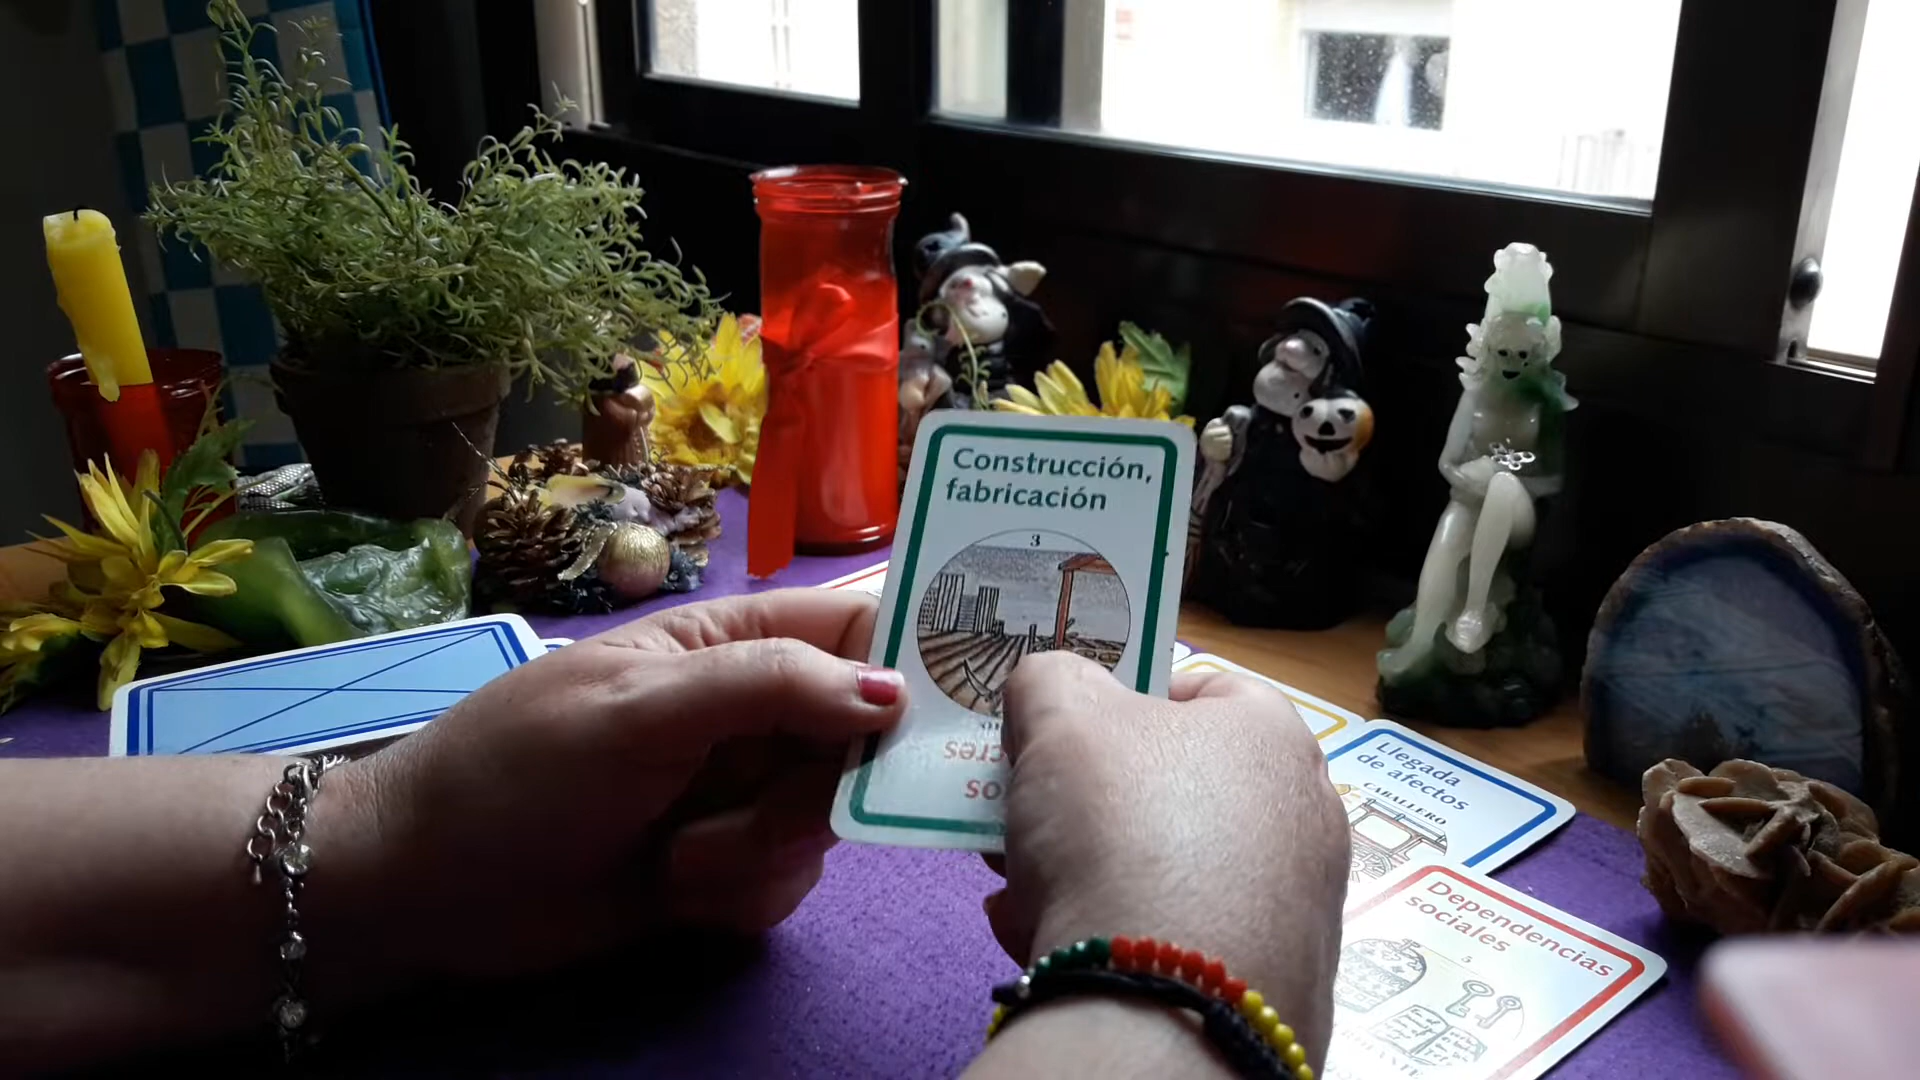 Construcción,
fabricación
3
Llegada
de afectos
CABALLERO
Dependencias
sociales
5